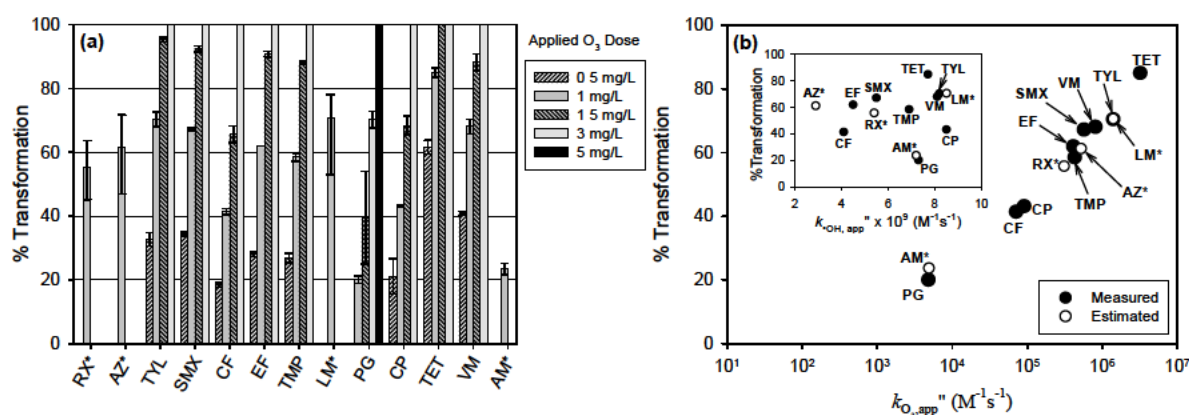 (a)
% Transformation
100
80
60
40
20
0
RX*
AZ*
TYL
SMX
CF
EF
TMP
LM*
PG
CP
TET
VM
AM*
Applied O₃ Dose
0 5 mg/L
1 mg/L
1 5 mg/L
3 mg/L
5 mg/L
(b)
% Transformation
100
80
60
40
20
0
%Transformation
100
80
60
40
20
0
AZ*
EF
SMX
TET
TYL
CF
RX*
TMP
VM
LM*
CP
AM*
PG
2 4 6 8 10
k•OH, app" x 10⁹ (M⁻¹s⁻¹)
TET
TYL
VM
SMX
EF
RX*
LM*
AZ*
TMP
CP
CF
AM*
PG
Measured
Estimated
10¹ 10² 10³ 10⁴ 10⁵ 10⁶ 10⁷
kO₃,app" (M⁻¹s⁻¹)